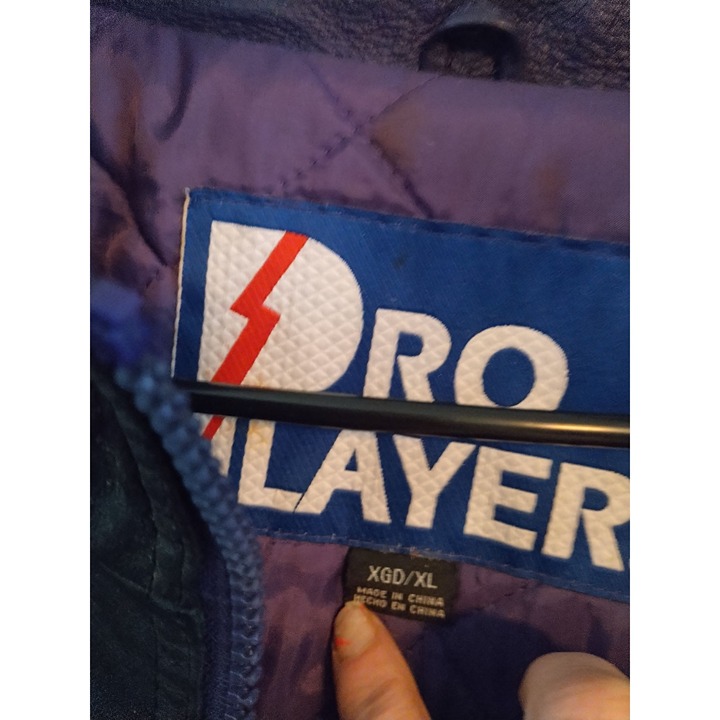 PRO
PLAYER
XGD/XL
MADE IN CHINA
HECHO EN CHINA